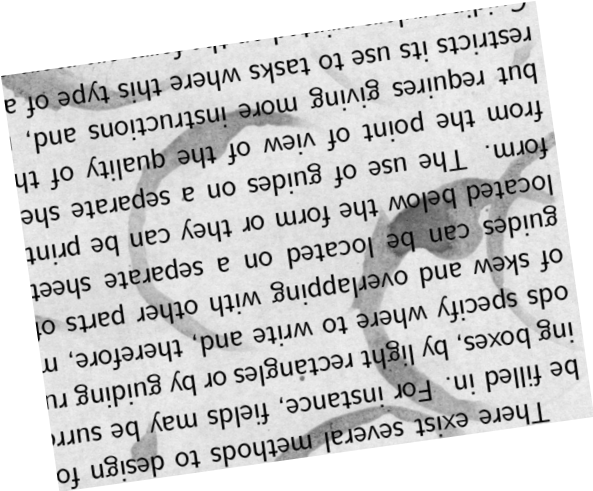 There exist several methods to design fo
be filled in. For instance, fields may be surr
ing boxes, by light rectangles or by guiding ru
ods specify where to write and, therefore, m
of skew and overlapping with other parts of
guides can be located on a separate sheet
located below the form or they can be print
form. The use of guides on a separate she
from the point of view of the quality of th
but requires giving more instructions and,
restricts its use to tasks where this type of a